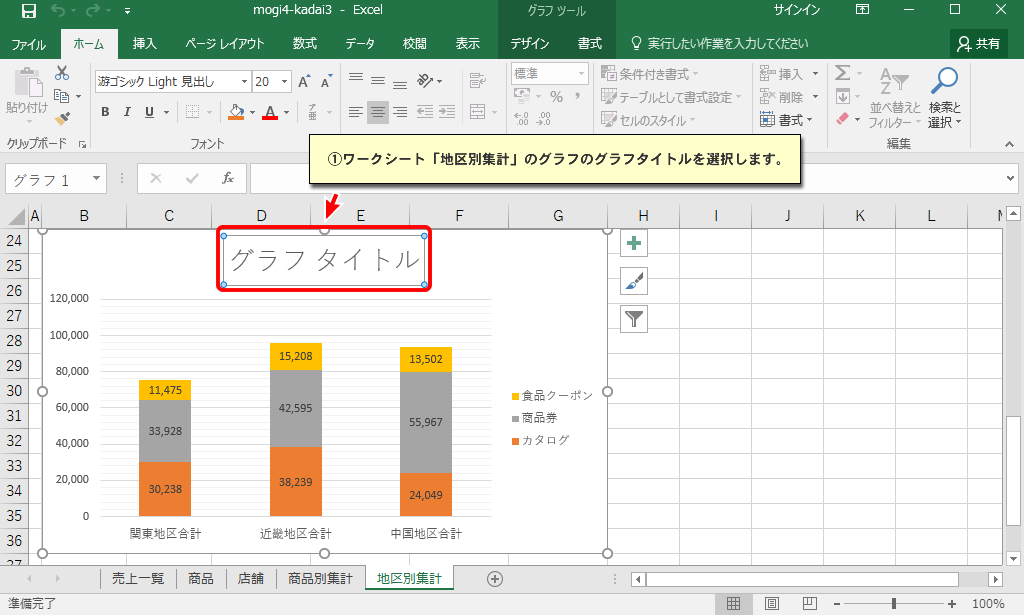 mogi4-kadai3 - Excel
グラフ ツール
サインイン
ファイル ホーム 挿入 ページ レイアウト 数式 データ 校閲 表示 デザイン 書式 実行したい作業を入力してください 共有
貼り付け
游ゴシック Light 見出し 20
B I U
標準
条件付き書式
テーブルとして書式設定
セルのスタイル
挿入
削除
書式
並べ替えと
フィルター
検索と
選択
クリップボード フォント 編集
①ワークシート「地区別集計」のグラフのグラフタイトルを選択します。
グラフ 1 fx
A B C D E F G H I J K L M
24
25
26
27
28
29
30
31
32
33
34
35
36
37
グラフ タイトル
120,000
100,000
80,000
60,000
40,000
20,000
0
11,475
33,928
30,238
15,208
42,595
38,239
13,502
55,967
24,049
関東地区合計 近畿地区合計 中国地区合計
食品クーポン
商品券
カタログ
売上一覧 商品 店舗 商品別集計 地区別集計
準備完了 100%